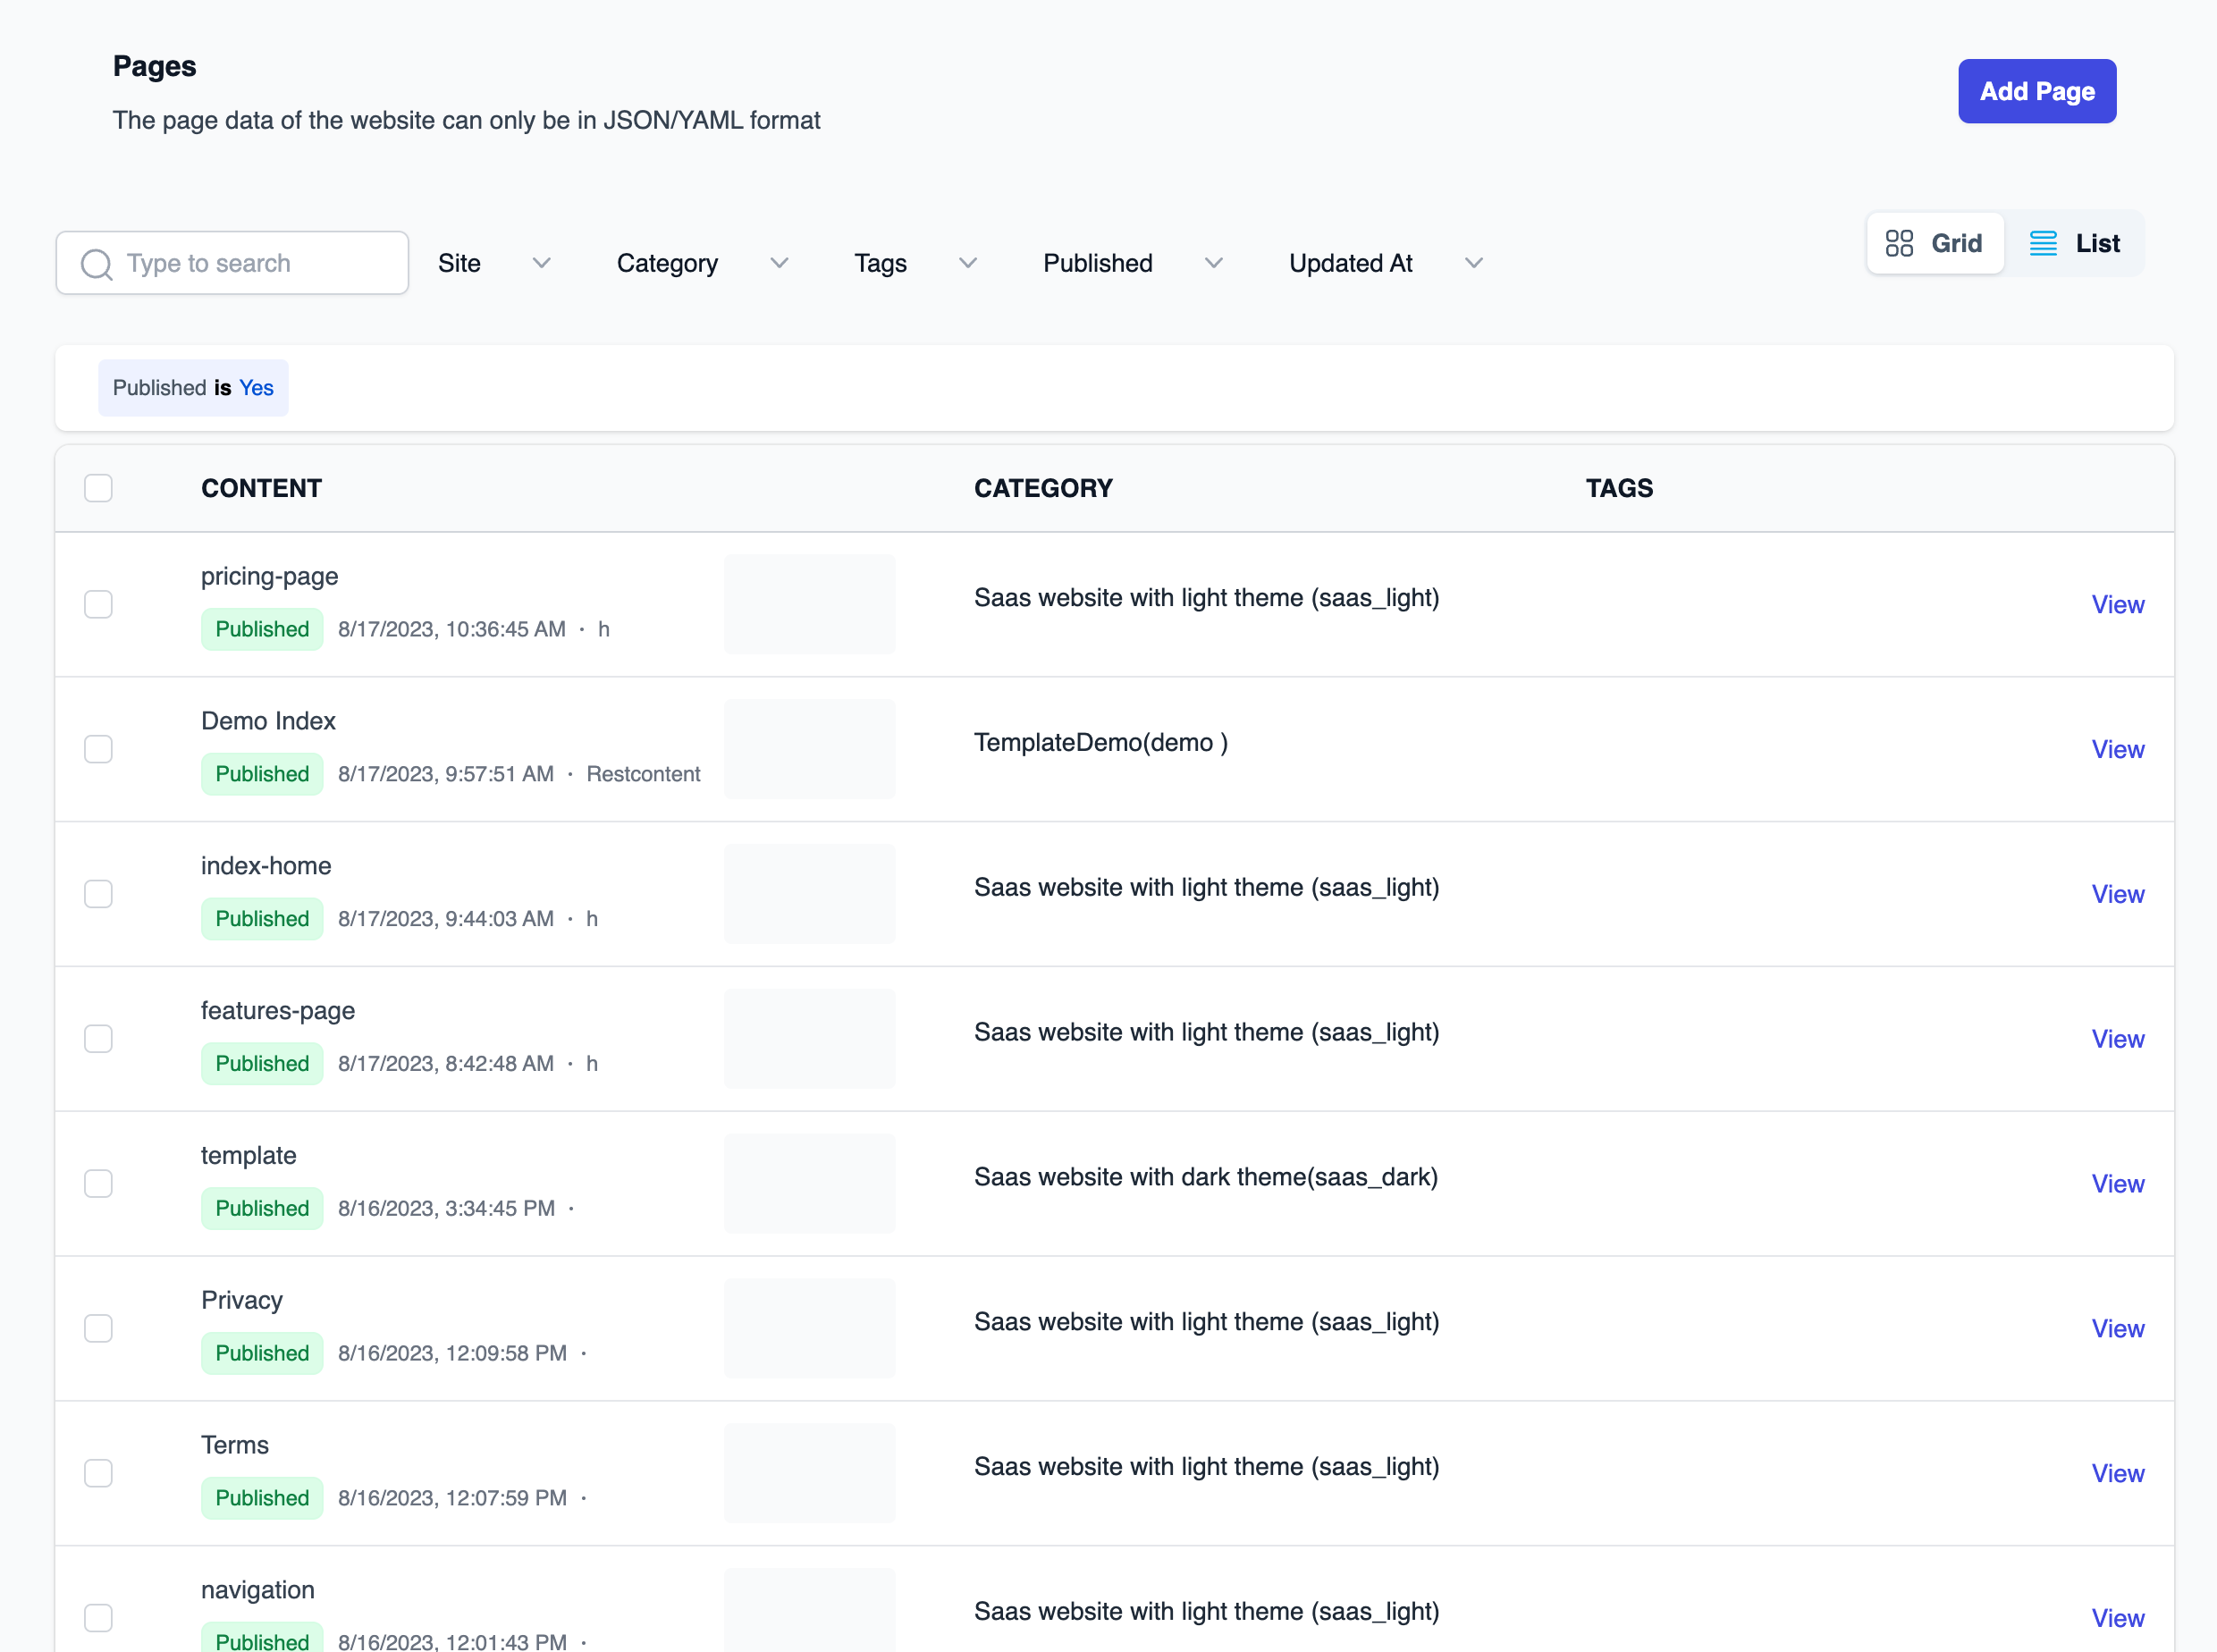 Pages
The page data of the website can only be in JSON/YAML format
Add Page
Type to search
Site
Category
Tags
Published
Updated At
Grid
List
Published is Yes
CONTENT
CATEGORY
TAGS
pricing-page
Published 8/17/2023, 10:36:45 AM · h
Saas website with light theme (saas_light)
View
Demo Index
Published 8/17/2023, 9:57:51 AM · Restcontent
TemplateDemo(demo )
View
index-home
Published 8/17/2023, 9:44:03 AM · h
Saas website with light theme (saas_light)
View
features-page
Published 8/17/2023, 8:42:48 AM · h
Saas website with light theme (saas_light)
View
template
Published 8/16/2023, 3:34:45 PM ·
Saas website with dark theme(saas_dark)
View
Privacy
Published 8/16/2023, 12:09:58 PM ·
Saas website with light theme (saas_light)
View
Terms
Published 8/16/2023, 12:07:59 PM ·
Saas website with light theme (saas_light)
View
navigation
Published 8/16/2023, 12:01:43 PM ·
Saas website with light theme (saas_light)
View